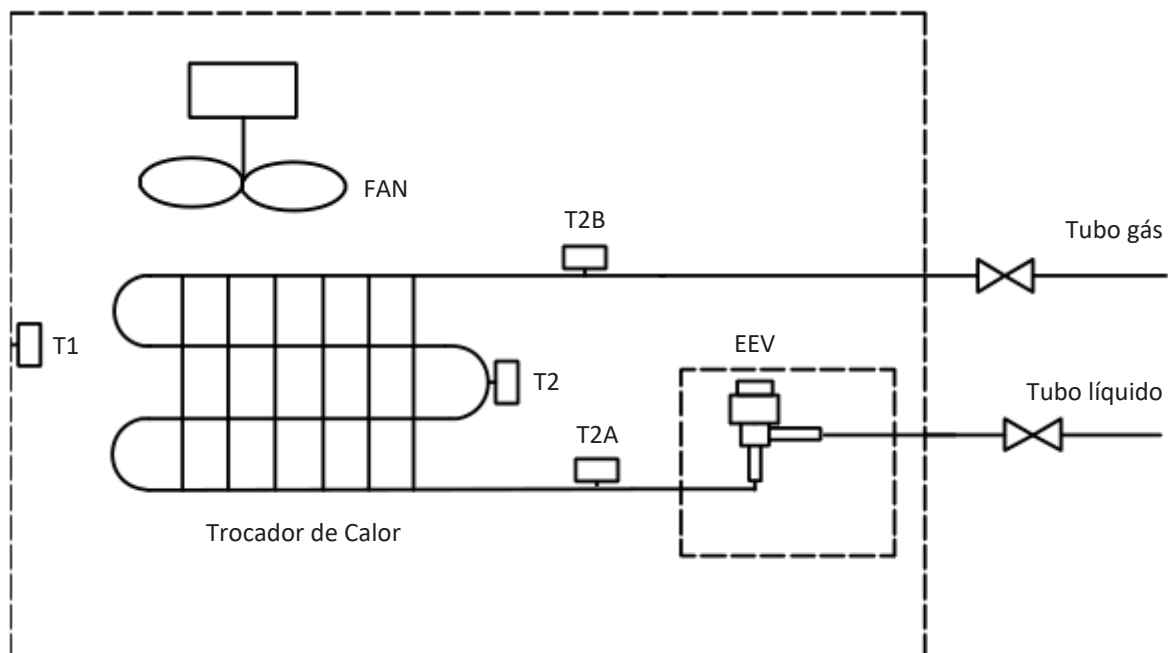 FAN
T2B
Tubo gás
T1
EEV
T2
Tubo líquido
T2A
Trocador de Calor